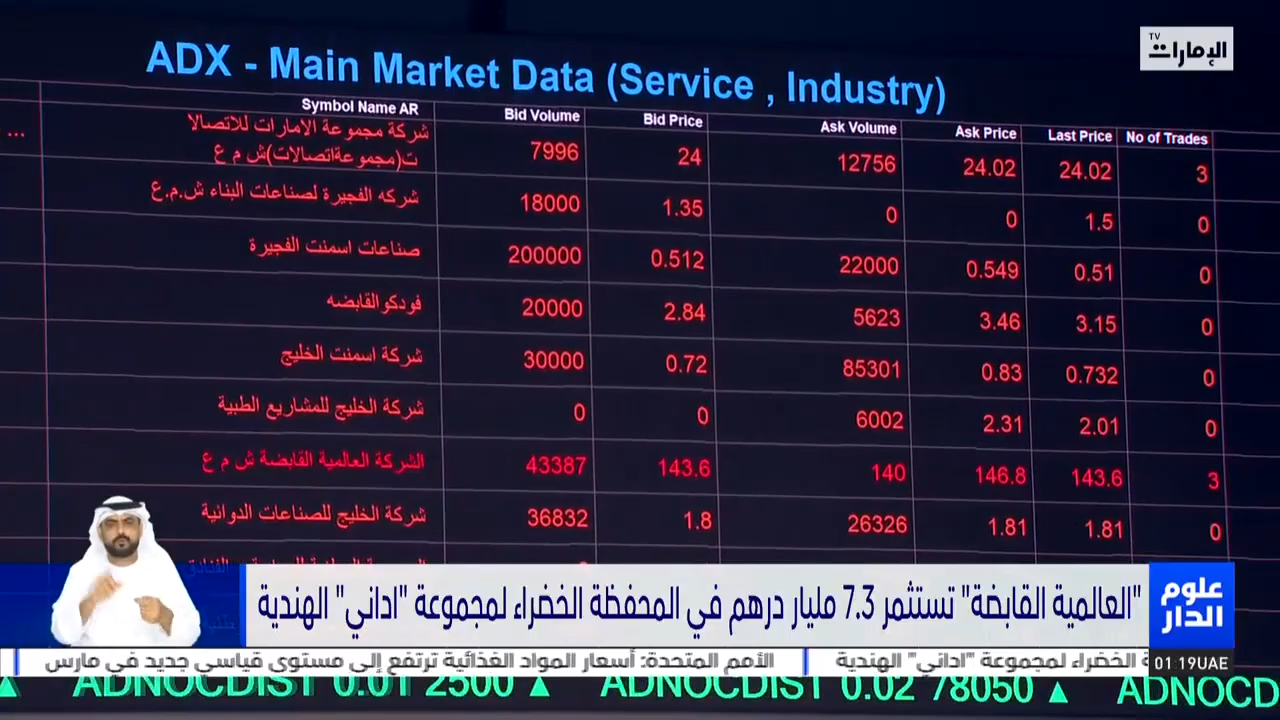 الإمارات
TV
ADX - Main Market Data (Service , Industry)
Symbol Name AR Bid Volume Bid Price Ask Volume Ask Price Last Price No of Trades
... شركة مجموعة الامارات للاتصالا
ت(مجموعةاتصالات)ش م ع 7996 24 12756 24.02 24.02 3
شركه الفجيرة لصناعات البناء ش.م.ع 18000 1.35 0 0 1.5 0
صناعات اسمنت الفجيرة 200000 0.512 22000 0.549 0.51 0
فودكوالقابضه 20000 2.84 5623 3.46 3.15 0
شركة اسمنت الخليج 30000 0.72 85301 0.83 0.732 0
شركة الخليج للمشاريع الطبية 0 0 6002 2.31 2.01 0
الشركة العالمية القابضة ش م ع 43387 143.6 140 146.8 143.6 3
شركة الخليج للصناعات الدوائية 36832 1.8 26326 1.81 1.81 0
علوم
الدار
"العالمية القابضة" تستثمر 7.3 مليار درهم في المحفظة الخضراء لمجموعة "اداني" الهندية
01 19UAE
الخضراء لمجموعة "اداني" الهندية | الأمم المتحدة: أسعار المواد الغذائية ترتفع إلى مستوى قياسي جديد في مارس
ADNOCDIST 0.01 2500 ▲ ADNOCDIST 0.02 78050 ▲ ADNOCDIS